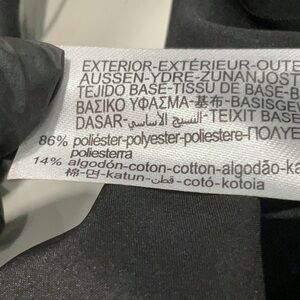 EXTERIOR-EXTÉRIEUR-OUTE
AUSSEN-YDRE-ZUNANJOST
TEJIDO BASE-TISSU DE BASE-B
ΒΑΣΙΚΟ ΥΦΑΣΜΑ-基布-BASISGE
DASAR-النسيج الأساسي-TEIXIT BASE
86% poliéster-polyester-poliestere-ΠΟΛΥΕ
poliesterra
14% algodón-coton-cotton-algodão-ka
棉-면-katun-قطن-cotó-kotoia